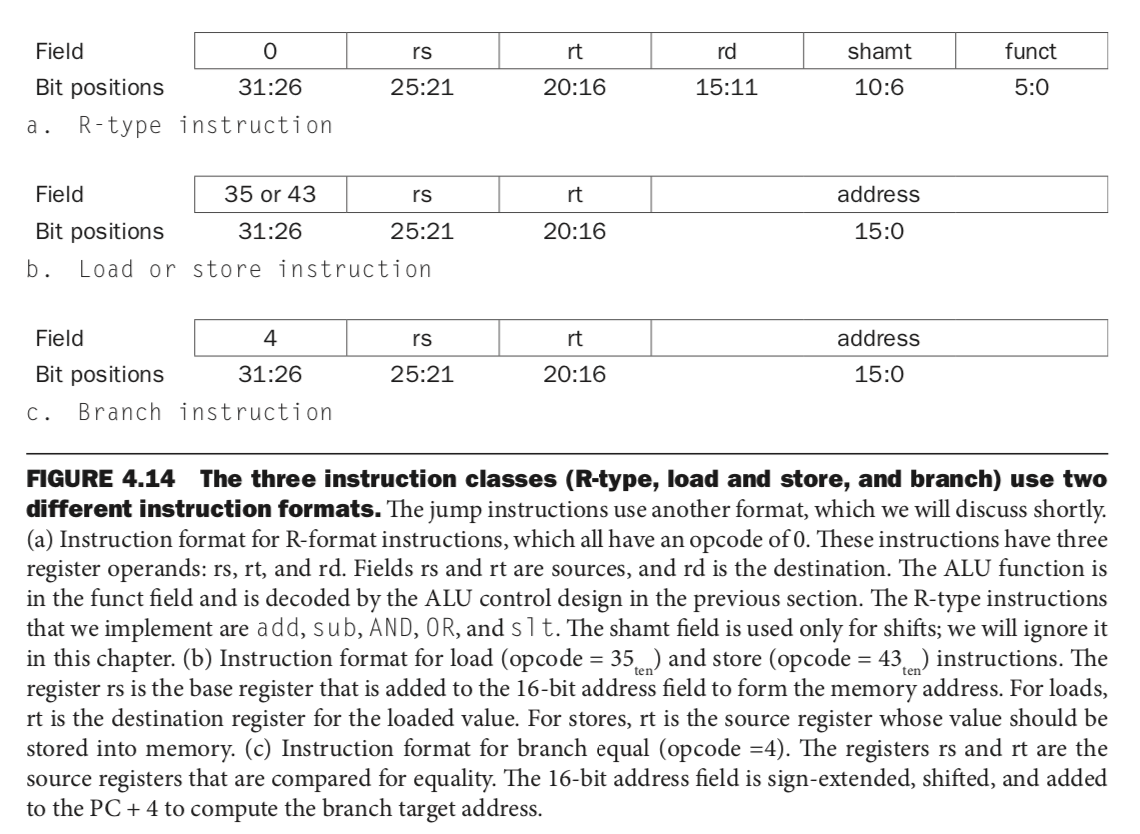 Field 0 rs rt rd shamt funct
Bit positions 31:26 25:21 20:16 15:11 10:6 5:0
a. R-type instruction
Field 35 or 43 rs rt address
Bit positions 31:26 25:21 20:16 15:0
b. Load or store instruction
Field 4 rs rt address
Bit positions 31:26 25:21 20:16 15:0
c. Branch instruction
FIGURE 4.14 The three instruction classes (R-type, load and store, and branch) use two
different instruction formats. The jump instructions use another format, which we will discuss shortly.
(a) Instruction format for R-format instructions, which all have an opcode of 0. These instructions have three
register operands: rs, rt, and rd. Fields rs and rt are sources, and rd is the destination. The ALU function is
in the funct field and is decoded by the ALU control design in the previous section. The R-type instructions
that we implement are add, sub, AND, OR, and slt. The shamt field is used only for shifts; we will ignore it
in this chapter. (b) Instruction format for load (opcode = 35ten) and store (opcode = 43ten) instructions. The
register rs is the base register that is added to the 16-bit address field to form the memory address. For loads,
rt is the destination register for the loaded value. For stores, rt is the source register whose value should be
stored into memory. (c) Instruction format for branch equal (opcode =4). The registers rs and rt are the
source registers that are compared for equality. The 16-bit address field is sign-extended, shifted, and added
to the PC + 4 to compute the branch target address.